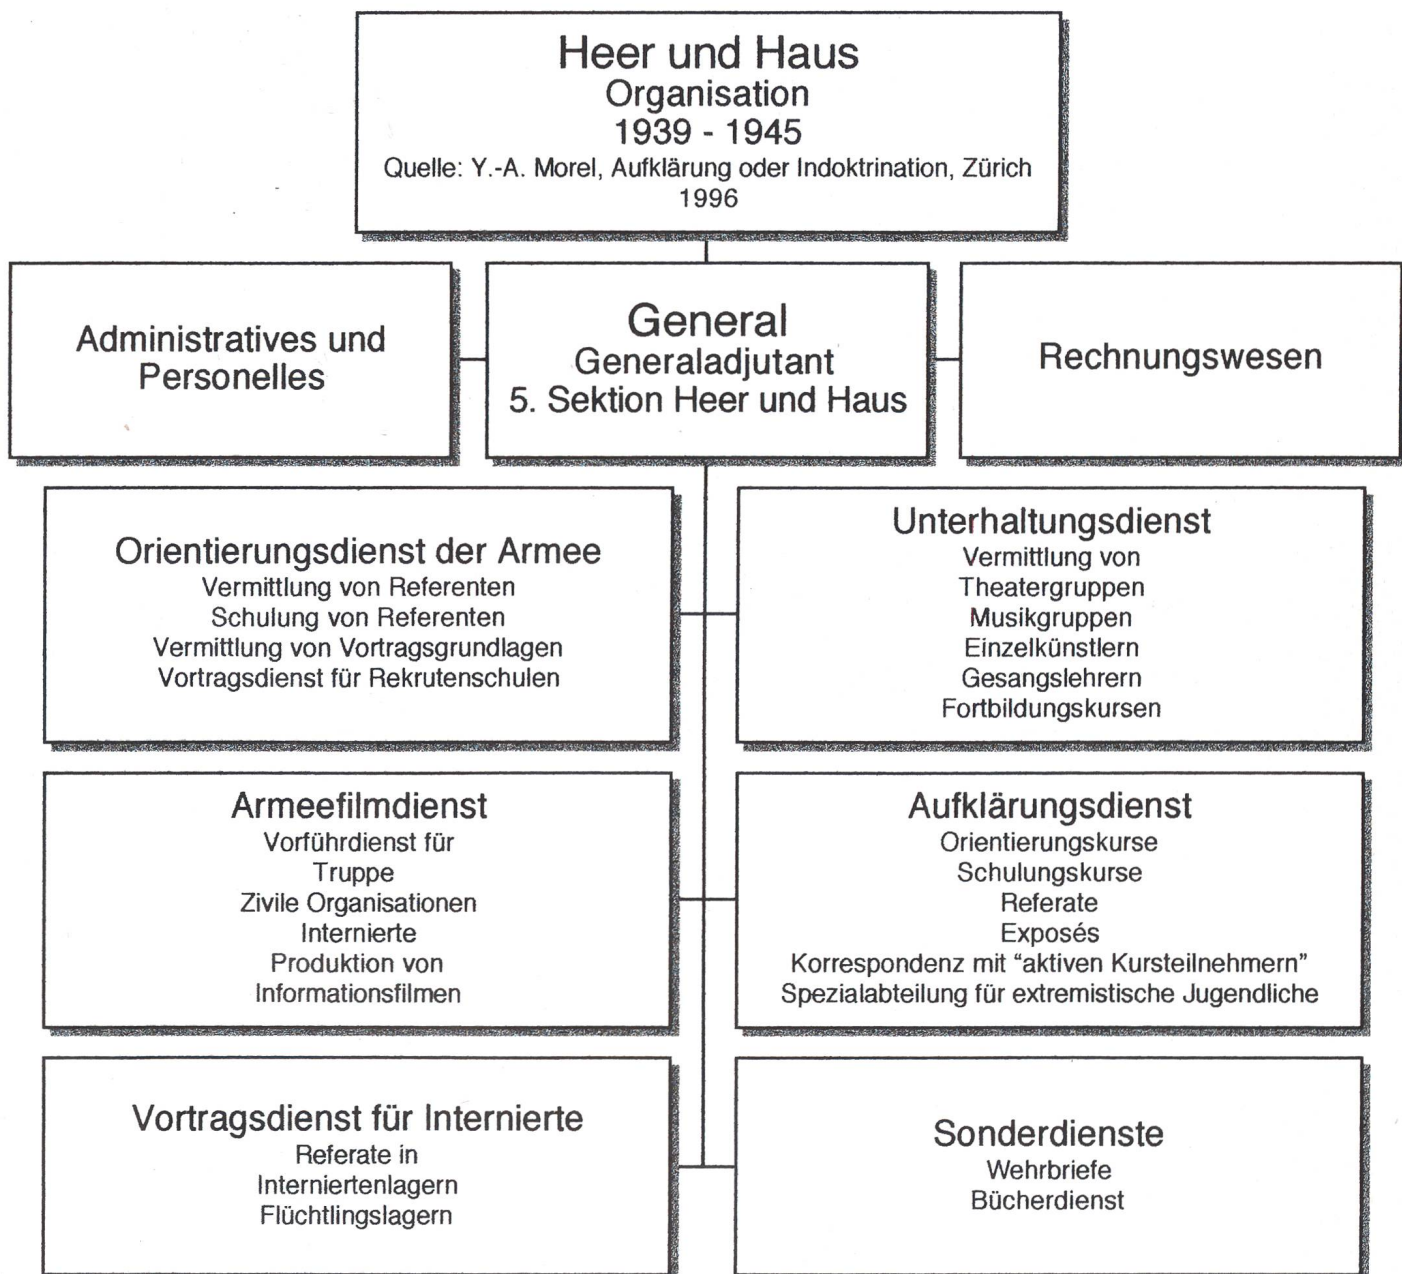 Heer und Haus
Organisation
1939 - 1945
Quelle: Y.-A. Morel, Aufklärung oder Indoktrination, Zürich
1996
Administratives und
Personelles
General
Generaladjutant
5. Sektion Heer und Haus
Rechnungswesen
Orientierungsdienst der Armee
Vermittlung von Referenten
Schulung von Referenten
Vermittlung von Vortragsgrundlagen
Vortragsdienst für Rekrutenschulen
Unterhaltungsdienst
Vermittlung von
Theatergruppen
Musikgruppen
Einzelkünstlern
Gesangslehrern
Fortbildungskursen
Armeefilmdienst
Vorführdienst für
Truppe
Zivile Organisationen
Internierte
Produktion von
Informationsfilmen
Aufklärungsdienst
Orientierungskurse
Schulungskurse
Referate
Exposés
Korrespondenz mit “aktiven Kursteilnehmern”
Spezialabteilung für extremistische Jugendliche
Vortragsdienst für Internierte
Referate in
Interniertenlagern
Flüchtlingslagern
Sonderdienste
Wehrbriefe
Bücherdienst